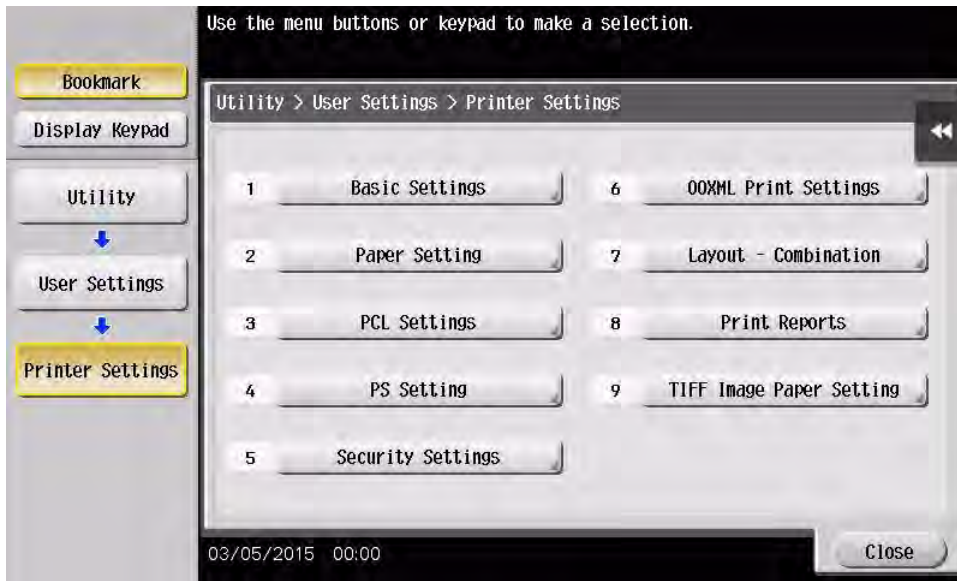 Use the menu buttons or keypad to make a selection.
Bookmark
Display Keypad
Utility
User Settings
Printer Settings
Utility > User Settings > Printer Settings
1 Basic Settings
2 Paper Setting
3 PCL Settings
4 PS Setting
5 Security Settings
6 OOXML Print Settings
7 Layout - Combination
8 Print Reports
9 TIFF Image Paper Setting
03/05/2015 00:00
Close